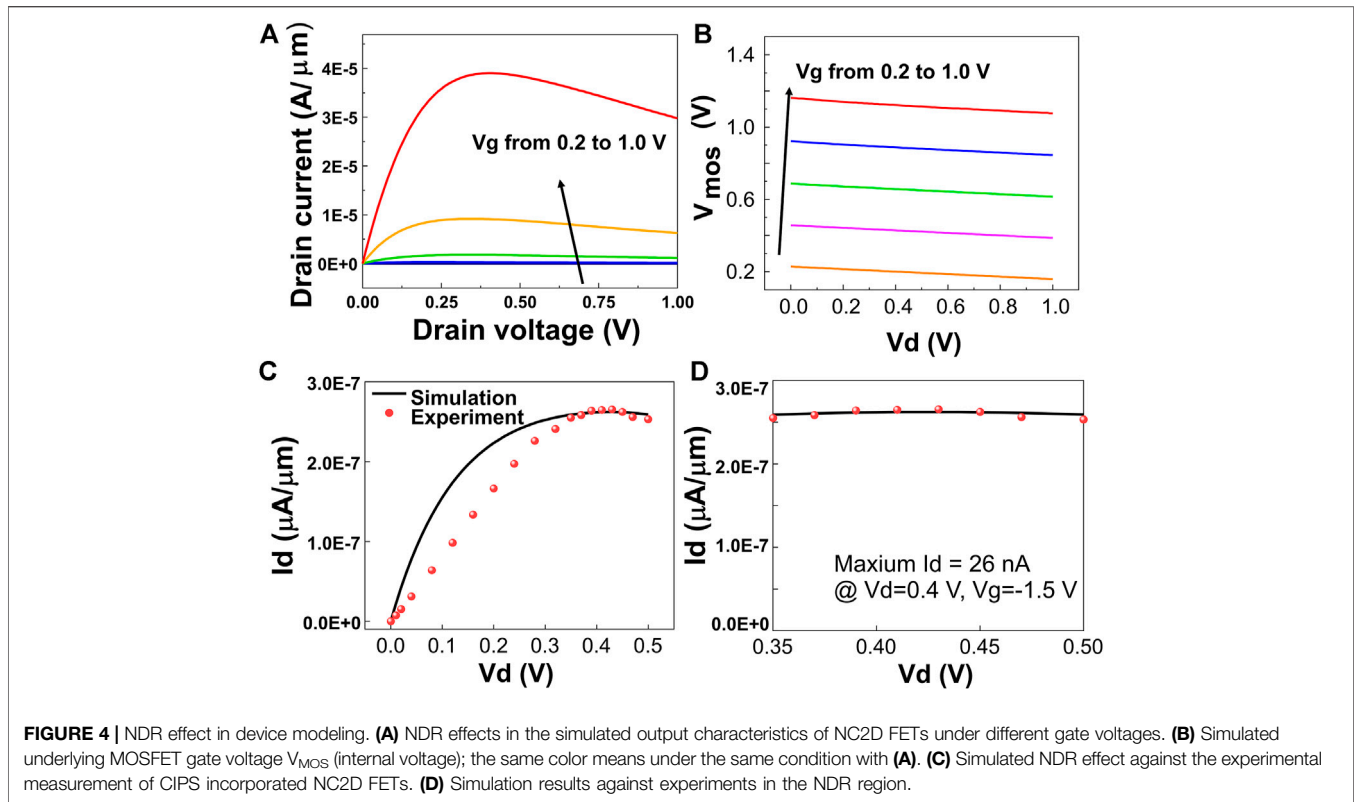 A
4E-5
3E-5
2E-5
1E-5
0E+0
Drain current (A/μm)
Vg from 0.2 to 1.0 V
0.00 0.25 0.50 0.75 1.00
Drain voltage (V)
B
1.4
1.0
0.6
0.2
Vmos (V)
Vg from 0.2 to 1.0 V
0.0 0.2 0.4 0.6 0.8 1.0
Vd (V)
C
3.0E-7
2.0E-7
1.0E-7
0.0E+0
Id (μA/μm)
Simulation
Experiment
0.0 0.1 0.2 0.3 0.4 0.5
Vd (V)
D
3.0E-7
2.0E-7
1.0E-7
0.0E+0
Id (μA/μm)
Maxium Id = 26 nA
@ Vd=0.4 V, Vg=-1.5 V
0.35 0.40 0.45 0.50
Vd (V)
FIGURE 4 | NDR effect in device modeling. (A) NDR effects in the simulated output characteristics of NC2D FETs under different gate voltages. (B) Simulated
underlying MOSFET gate voltage VMOS (internal voltage); the same color means under the same condition with (A). (C) Simulated NDR effect against the experimental
measurement of CIPS incorporated NC2D FETs. (D) Simulation results against experiments in the NDR region.